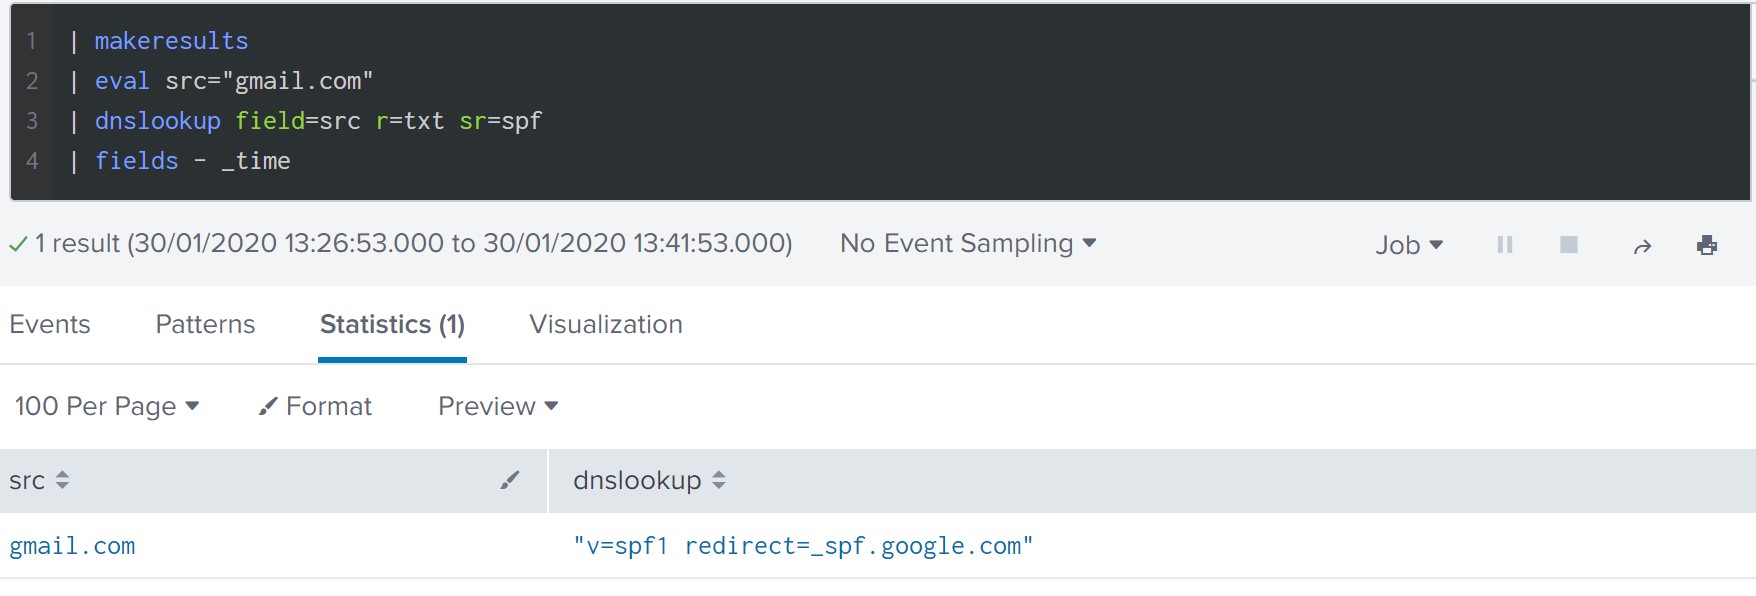 1 | makeresults
2 | eval src="gmail.com"
3 | dnslookup field=src r=txt sr=spf
4 | fields - _time
1 result (30/01/2020 13:26:53.000 to 30/01/2020 13:41:53.000) No Event Sampling Job
Events Patterns Statistics (1) Visualization
100 Per Page Format Preview
src dnslookup
gmail.com "v=spf1 redirect=_spf.google.com"